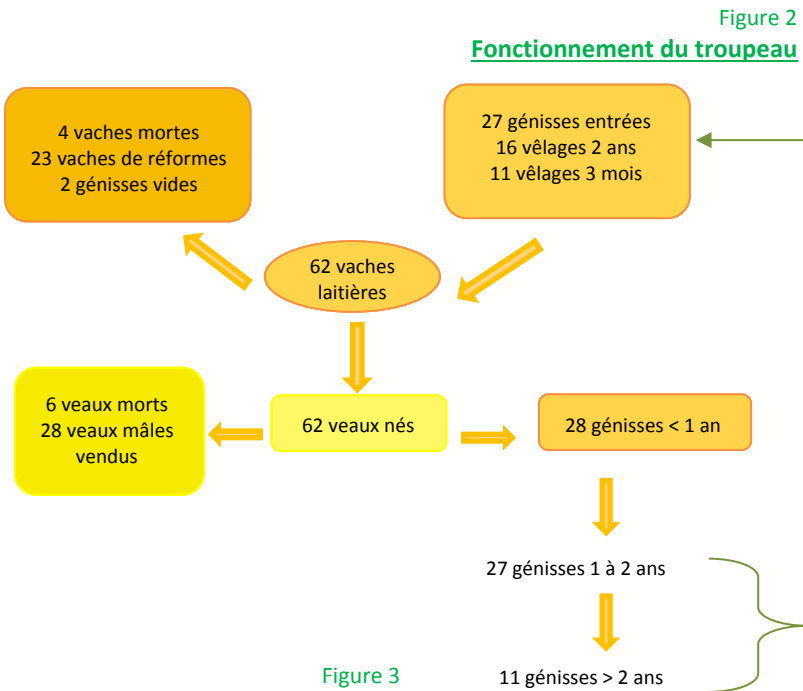 Figure 2
Fonctionnement du troupeau
4 vaches mortes
23 vaches de réformes
2 génisses vides
27 génisses entrées
16 vêlages 2 ans
11 vêlages 3 mois
62 vaches
laitières
6 veaux morts
28 veaux mâles
vendus
62 veaux nés
28 génisses < 1 an
27 génisses 1 à 2 ans
Figure 3
11 génisses > 2 ans